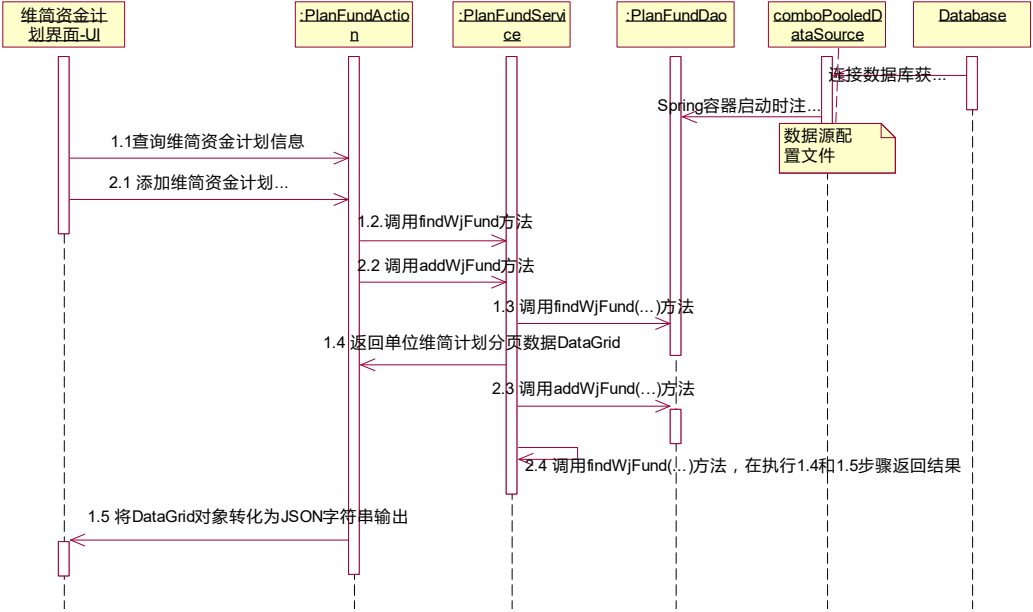 维简资金计
划界面-UI
:PlanFundActio
n
:PlanFundServi
ce
:PlanFundDao
comboPooledD
ataSource
Database
连接数据库获...
Spring容器启动时注...
数据源配
置文件
1.1查询维简资金计划信息
2.1 添加维简资金计划...
1.2.调用findWjFund方法
2.2 调用addWjFund方法
1.3 调用findWjFund(...)方法
1.4 返回单位维简计划分页数据DataGrid
2.3 调用addWjFund(...)方法
2.4 调用findWjFund(...)方法，在执行1.4和1.5步骤返回结果
1.5 将DataGrid对象转化为JSON字符串输出